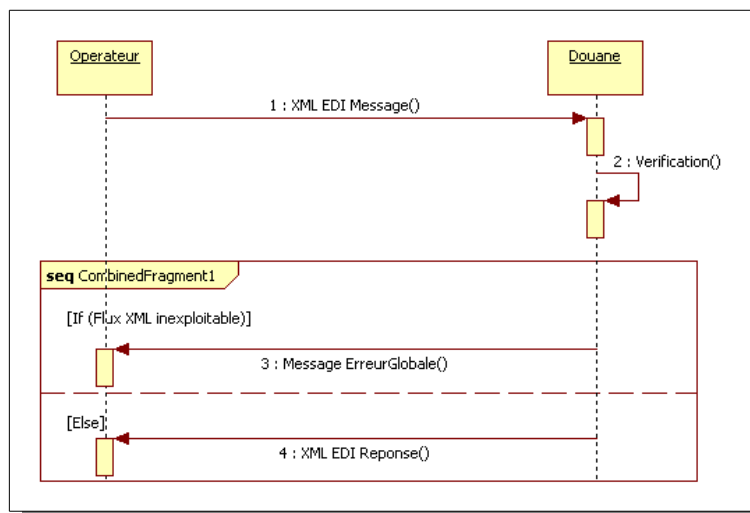 Operateur
Douane
1 : XML EDI Message()
2 : Verification()
seq CombinedFragment1
[If (Flux XML inexploitable)]
3 : Message ErreurGlobale()
[Else]
4 : XML EDI Reponse()